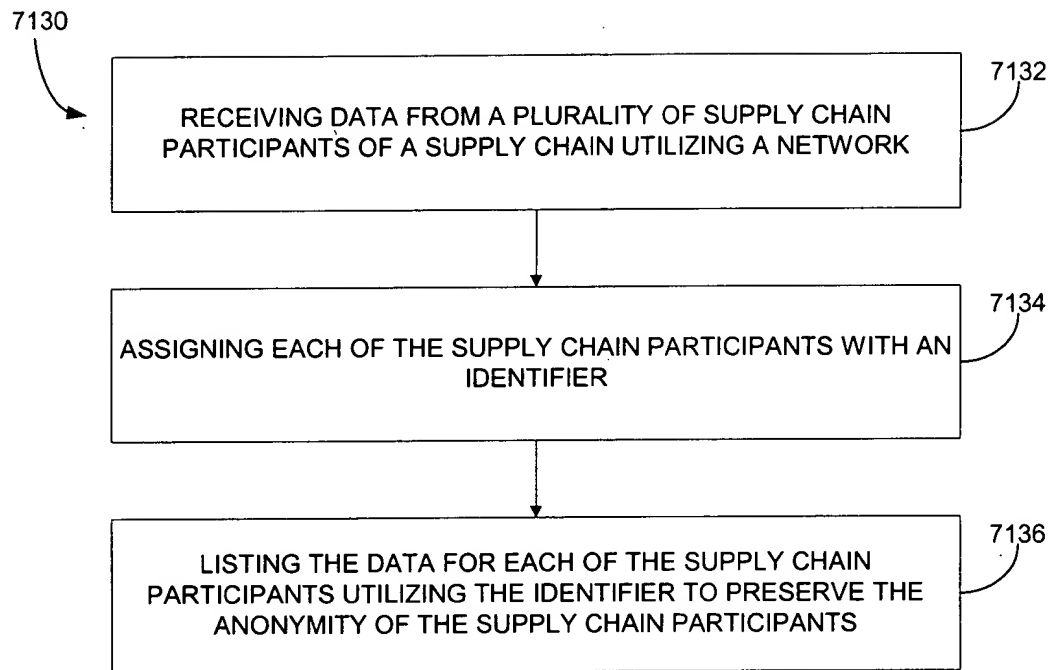 7130
7132
RECEIVING DATA FROM A PLURALITY OF SUPPLY CHAIN
PARTICIPANTS OF A SUPPLY CHAIN UTILIZING A NETWORK
7134
ASSIGNING EACH OF THE SUPPLY CHAIN PARTICIPANTS WITH AN
IDENTIFIER
7136
LISTING THE DATA FOR EACH OF THE SUPPLY CHAIN
PARTICIPANTS UTILIZING THE IDENTIFIER TO PRESERVE THE
ANONYMITY OF THE SUPPLY CHAIN PARTICIPANTS